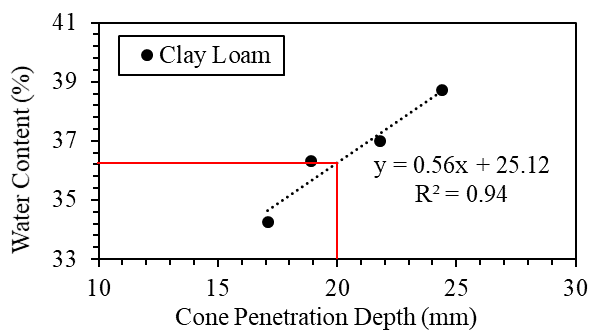 41
39
37
35
33
Water Content (%)
Clay Loam
y = 0.56x + 25.12
R² = 0.94
10 15 20 25 30
Cone Penetration Depth (mm)